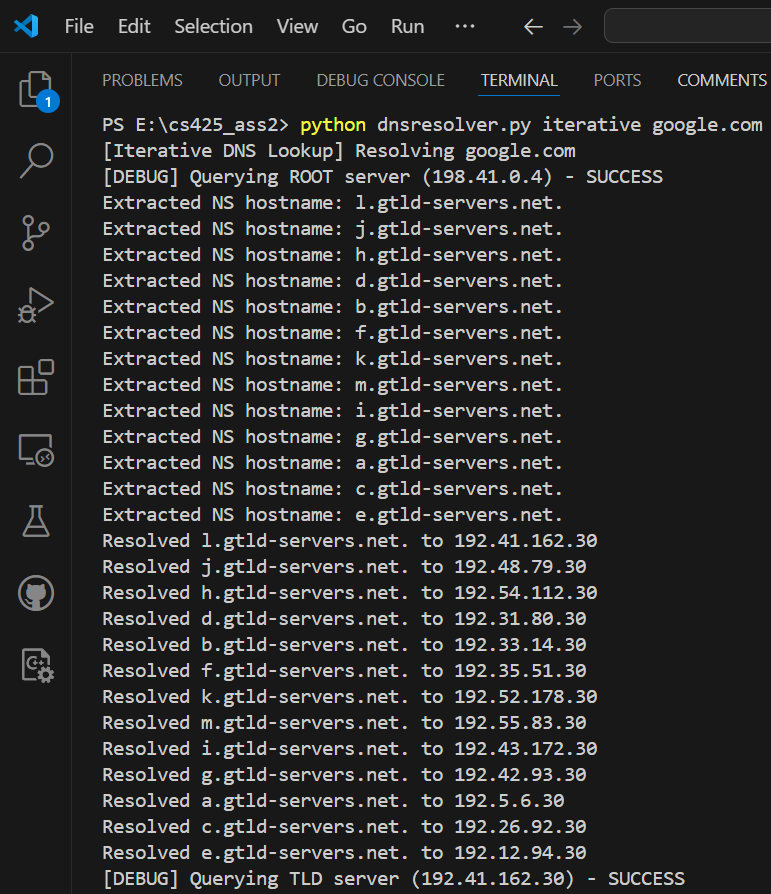 File Edit Selection View Go Run ···
PROBLEMS OUTPUT DEBUG CONSOLE TERMINAL PORTS COMMENTS
1
PS E:\cs425_ass2> python dnsresolver.py iterative google.com
[Iterative DNS Lookup] Resolving google.com
[DEBUG] Querying ROOT server (198.41.0.4) - SUCCESS
Extracted NS hostname: l.gtld-servers.net.
Extracted NS hostname: j.gtld-servers.net.
Extracted NS hostname: h.gtld-servers.net.
Extracted NS hostname: d.gtld-servers.net.
Extracted NS hostname: b.gtld-servers.net.
Extracted NS hostname: f.gtld-servers.net.
Extracted NS hostname: k.gtld-servers.net.
Extracted NS hostname: m.gtld-servers.net.
Extracted NS hostname: i.gtld-servers.net.
Extracted NS hostname: g.gtld-servers.net.
Extracted NS hostname: a.gtld-servers.net.
Extracted NS hostname: c.gtld-servers.net.
Extracted NS hostname: e.gtld-servers.net.
Resolved l.gtld-servers.net. to 192.41.162.30
Resolved j.gtld-servers.net. to 192.48.79.30
Resolved h.gtld-servers.net. to 192.54.112.30
Resolved d.gtld-servers.net. to 192.31.80.30
Resolved b.gtld-servers.net. to 192.33.14.30
Resolved f.gtld-servers.net. to 192.35.51.30
Resolved k.gtld-servers.net. to 192.52.178.30
Resolved m.gtld-servers.net. to 192.55.83.30
Resolved i.gtld-servers.net. to 192.43.172.30
Resolved g.gtld-servers.net. to 192.42.93.30
Resolved a.gtld-servers.net. to 192.5.6.30
Resolved c.gtld-servers.net. to 192.26.92.30
Resolved e.gtld-servers.net. to 192.12.94.30
[DEBUG] Querying TLD server (192.41.162.30) - SUCCESS